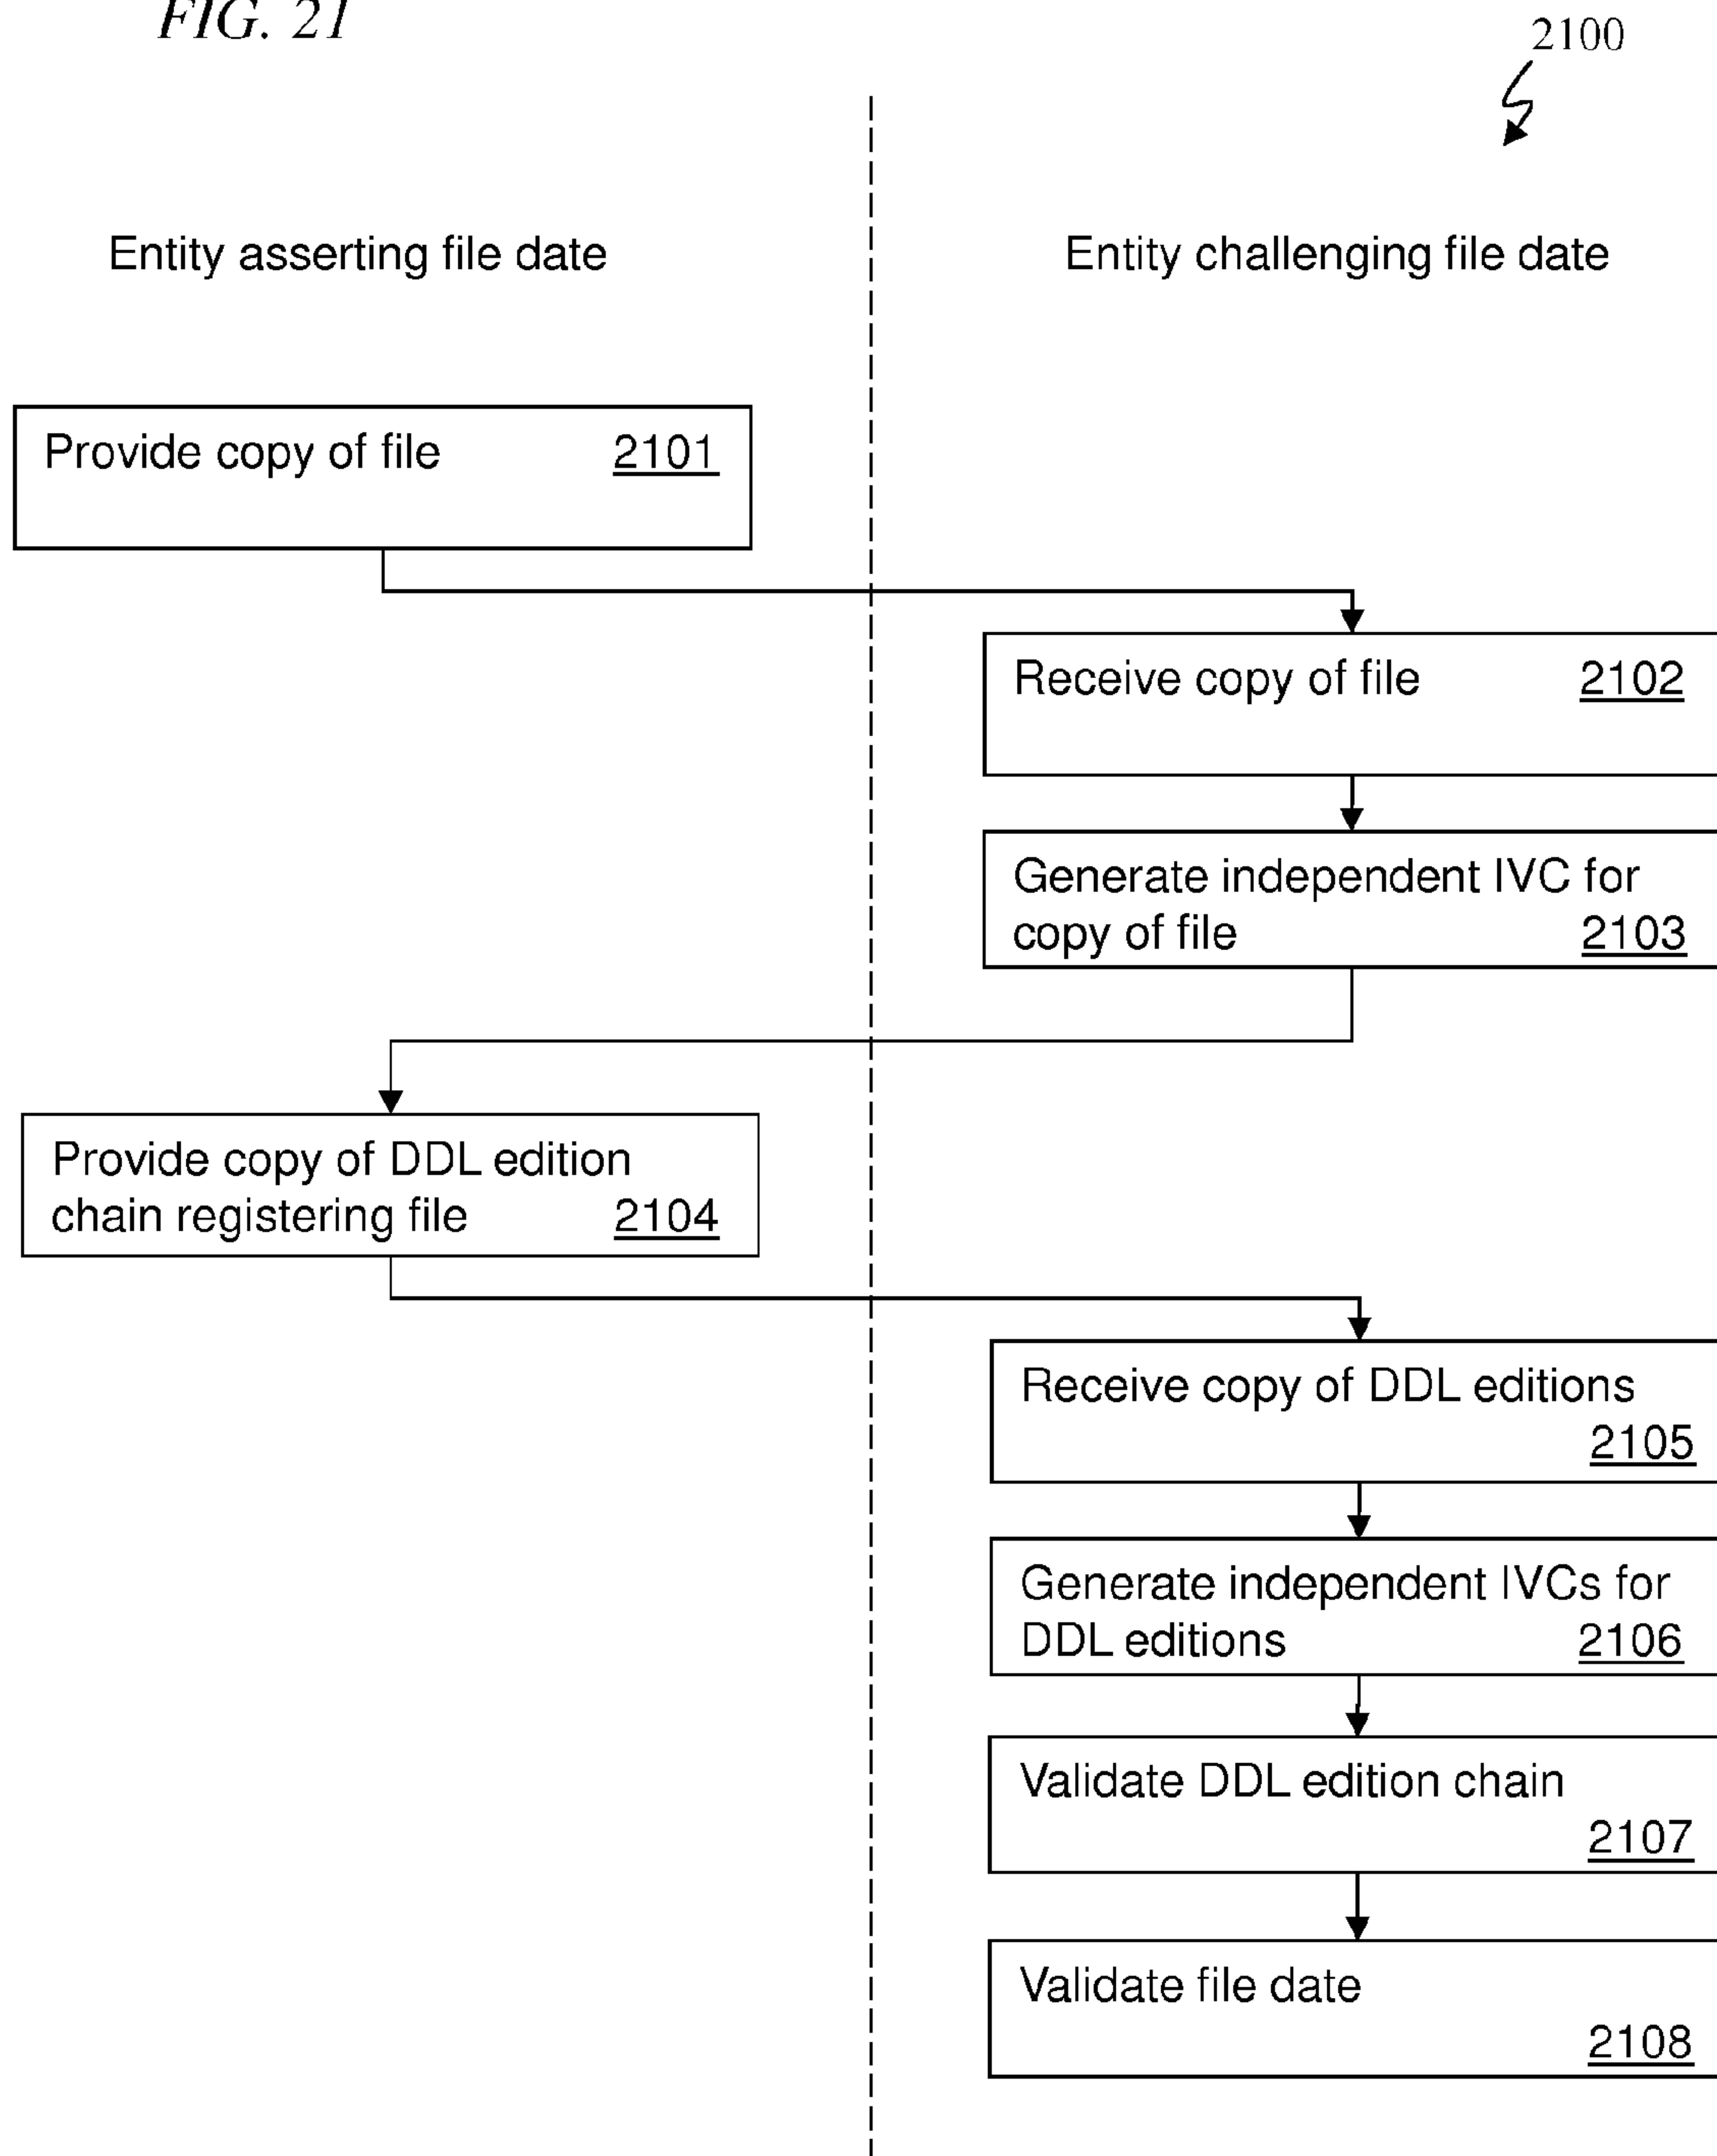 FIG. 21
2100
Entity asserting file date
Entity challenging file date
Provide copy of file 2101
Receive copy of file 2102
Generate independent IVC for
copy of file 2103
Provide copy of DDL edition
chain registering file 2104
Receive copy of DDL editions
2105
Generate independent IVCs for
DDL editions 2106
Validate DDL edition chain
2107
Validate file date
2108